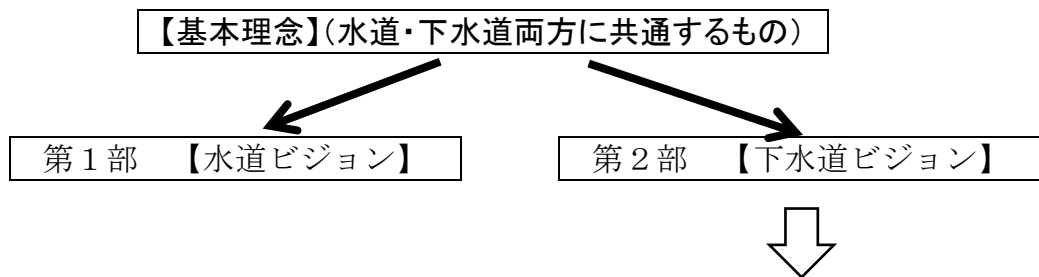 【基本理念】(水道・下水道両方に共通するもの)
第1部 【水道ビジョン】
第2部 【下水道ビジョン】